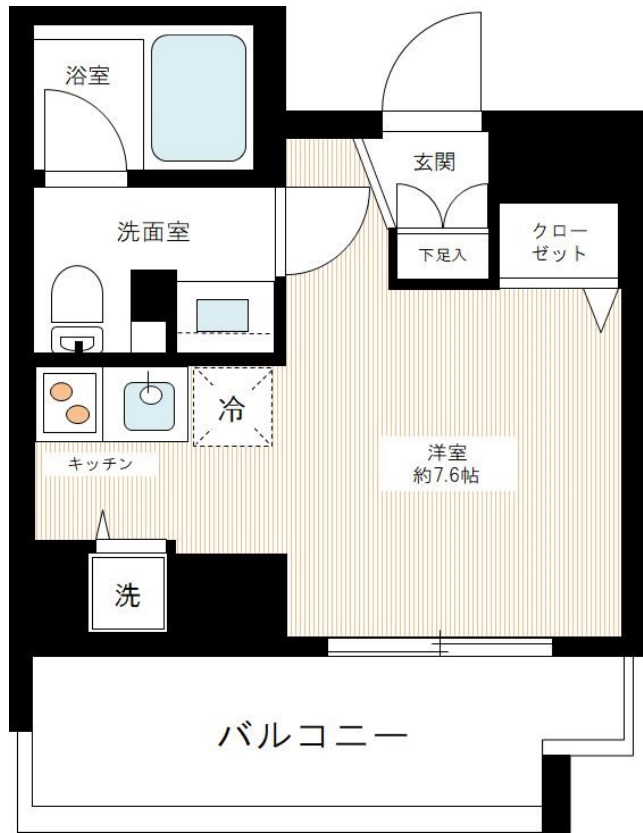 浴室
玄関
洗面室
クロー
ゼット
下足入
冷
キッチン
洋室
約7.6帖
洗
バルコニー